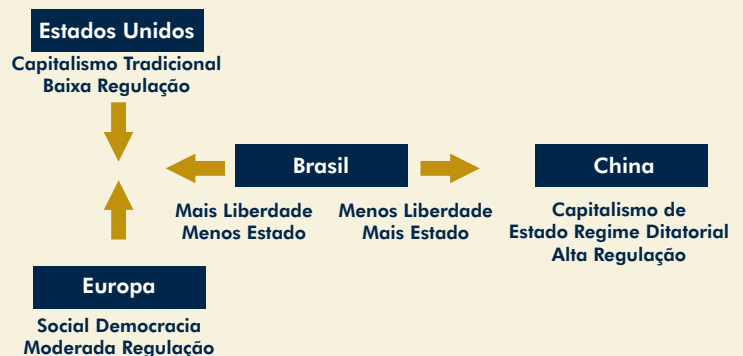 Estados Unidos
Capitalismo Tradicional
Baixa Regulação
Brasil
Mais Liberdade
Menos Estado
Menos Liberdade
Mais Estado
China
Capitalismo de
Estado Regime Ditatorial
Alta Regulação
Europa
Social Democracia
Moderada Regulação